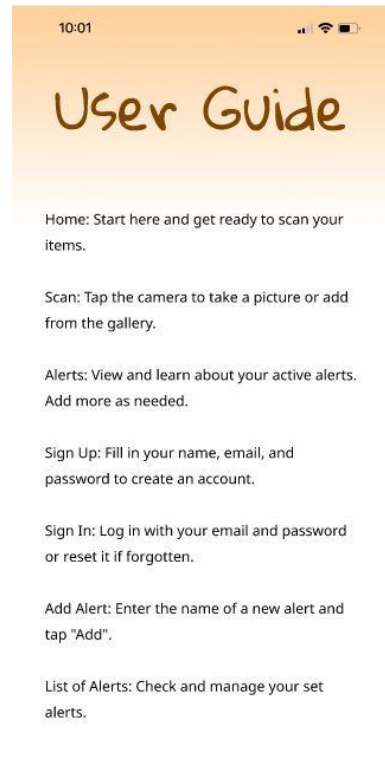 10:01
User Guide
Home: Start here and get ready to scan your
items.
Scan: Tap the camera to take a picture or add
from the gallery.
Alerts: View and learn about your active alerts.
Add more as needed.
Sign Up: Fill in your name, email, and
password to create an account.
Sign In: Log in with your email and password
or reset it if forgotten.
Add Alert: Enter the name of a new alert and
tap "Add".
List of Alerts: Check and manage your set
alerts.